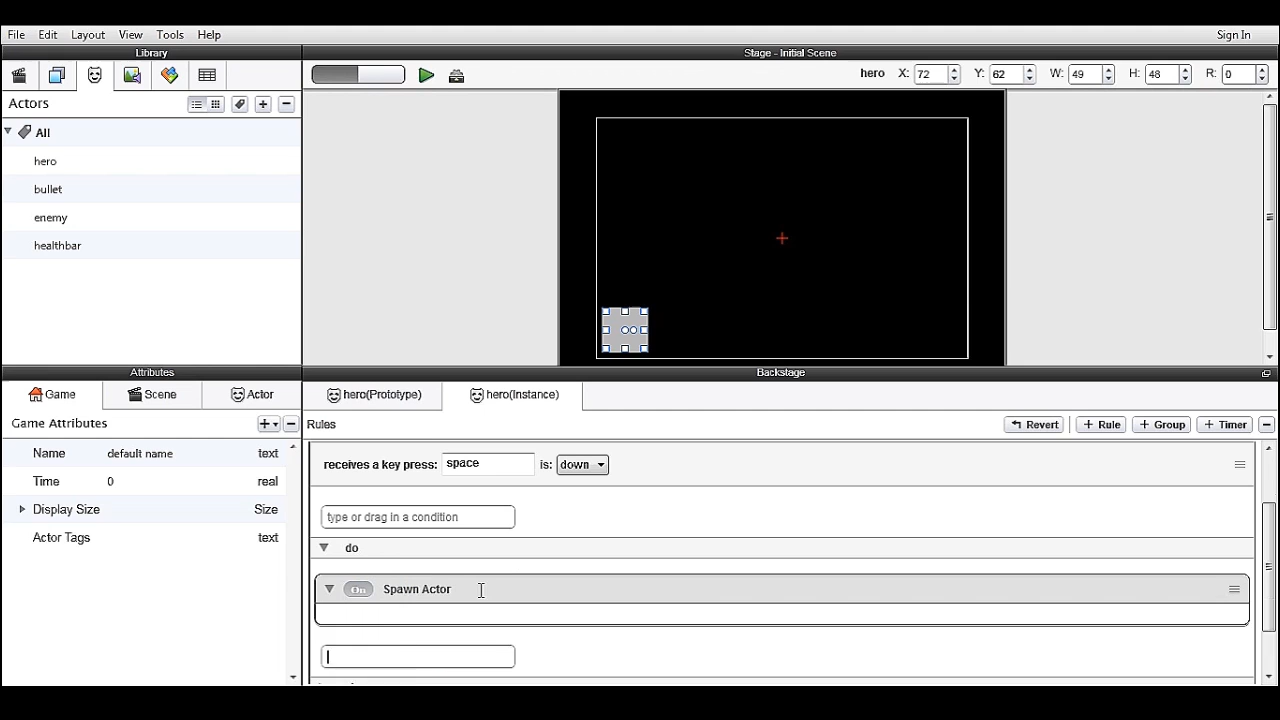 File Edit Layout View Tools Help Sign In
Library
Stage - Initial Scene
hero X: 72 Y: 62 W: 49 H: 48 R: 0
Actors
All
hero
bullet
enemy
healthbar
Attributes
Backstage
Game Scene Actor
hero(Prototype) hero(Instance)
Game Attributes
Rules Revert + Rule + Group + Timer
Name default name text
Time 0 real
Display Size Size
Actor Tags text
receives a key press: space is: down
type or drag in a condition
do
On Spawn Actor